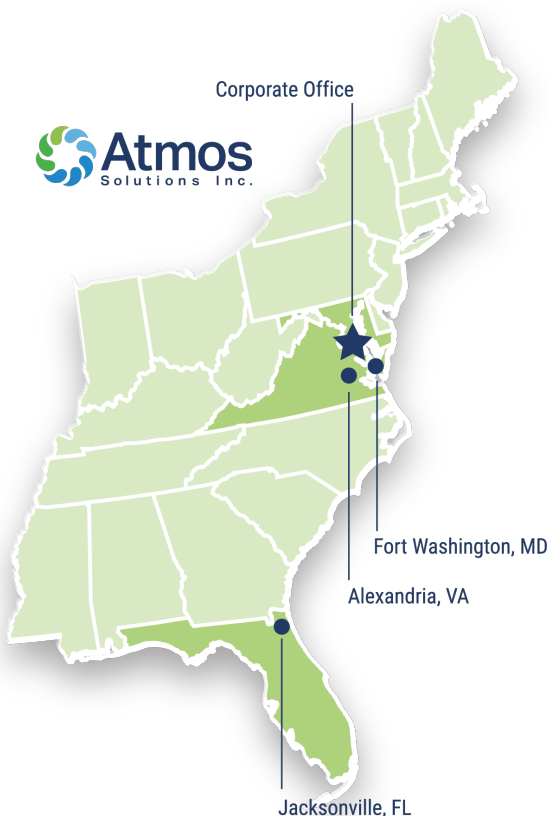 Corporate Office
Atmos
Solutions Inc.
Fort Washington, MD
Alexandria, VA
Jacksonville, FL